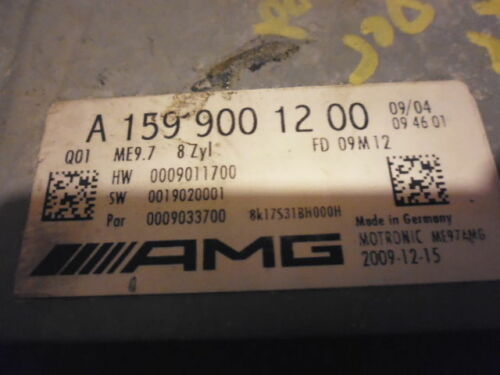 A 159 900 12 00
09/04
09 46 01
Q01 ME9.7 8 Zyl
FD 09M12
HW 0009011700
SW 0019020001
Par 0009033700
8k17S31BH000H
Made in Germany
MOTRONIC ME97AMG
2009-12-15
AMG